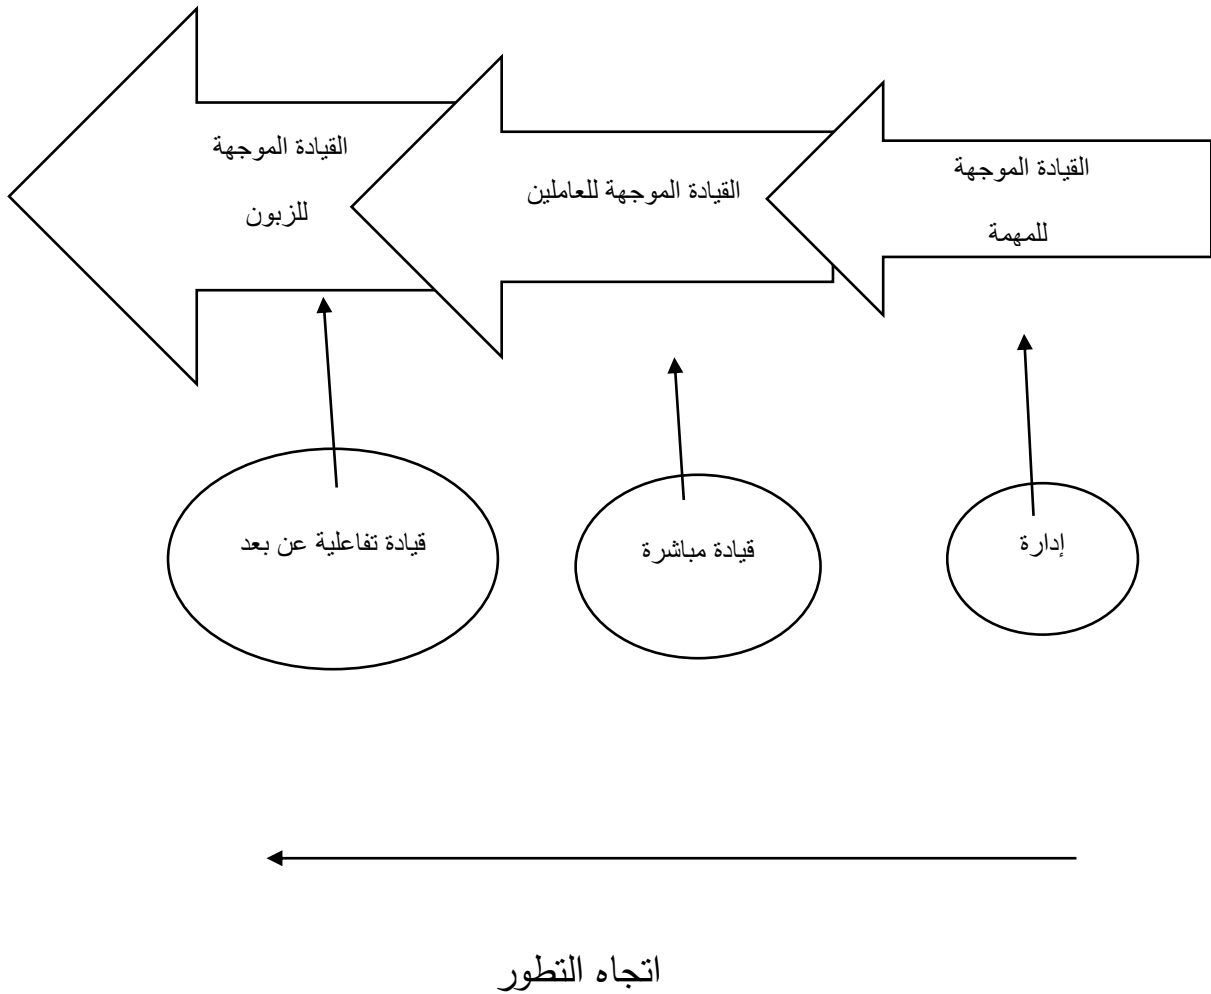 القيادة الموجهة
للمهمة
القيادة الموجهة للعاملين
القيادة الموجهة
للزبون
إدارة
قيادة مباشرة
قيادة تفاعلية عن بعد
اتجاه التطور